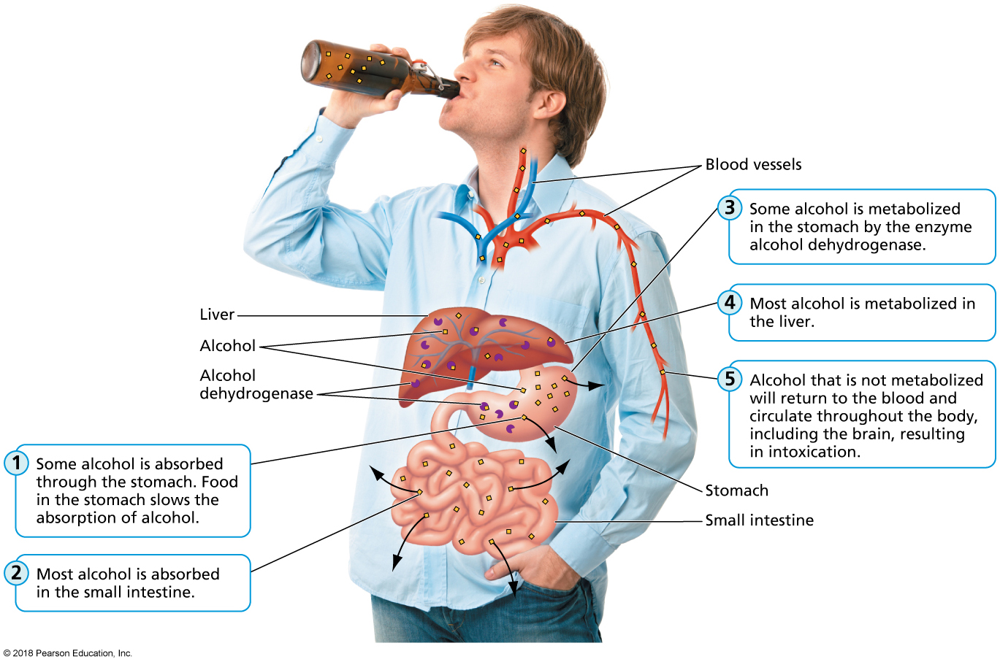 Blood vessels
3 Some alcohol is metabolized
in the stomach by the enzyme
alcohol dehydrogenase.
4 Most alcohol is metabolized in
the liver.
Liver
Alcohol
Alcohol
dehydrogenase
5 Alcohol that is not metabolized
will return to the blood and
circulate throughout the body,
including the brain, resulting
in intoxication.
1 Some alcohol is absorbed
through the stomach. Food
in the stomach slows the
absorption of alcohol.
Stomach
Small intestine
2 Most alcohol is absorbed
in the small intestine.
© 2018 Pearson Education, Inc.